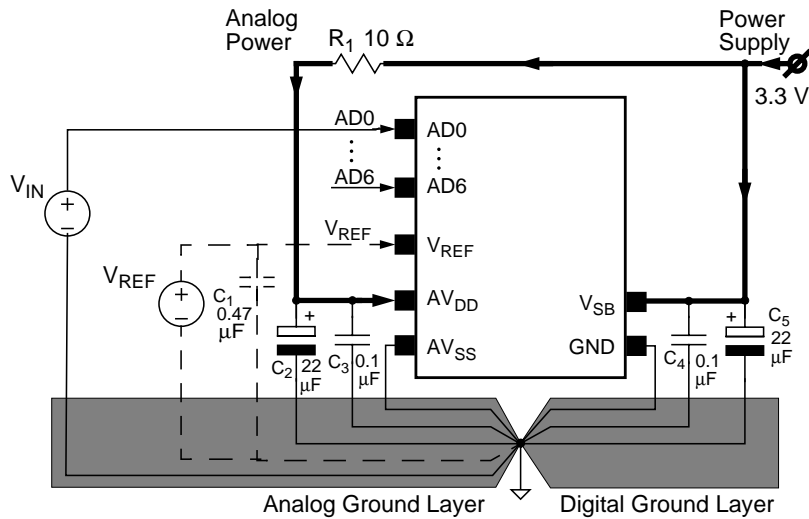 Analog
Power
R1 10 Ω
Power
Supply
3.3 V
AD0
AD0
AD6
AD6
VIN
VREF
VREF
VREF
C1
0.47
μF
AVDD
VSB
+
+
C5
22
μF
AVSS
GND
C2
22
μF
C3
0.1
μF
C4
0.1
μF
Analog Ground Layer
Digital Ground Layer